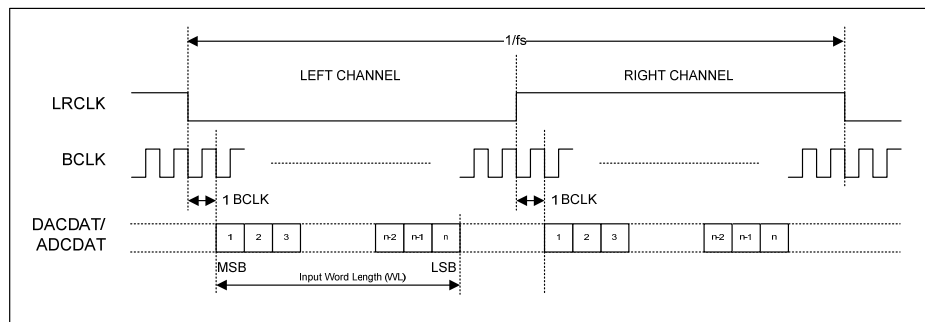 1/fs
LEFT CHANNEL
RIGHT CHANNEL
LRCLK
BCLK
1 BCLK
1 BCLK
DACDAT/
ADCDAT
1 2 3 n-2 n-1 n 1 2 3 n-2 n-1 n
MSB LSB
Input Word Length (WL)